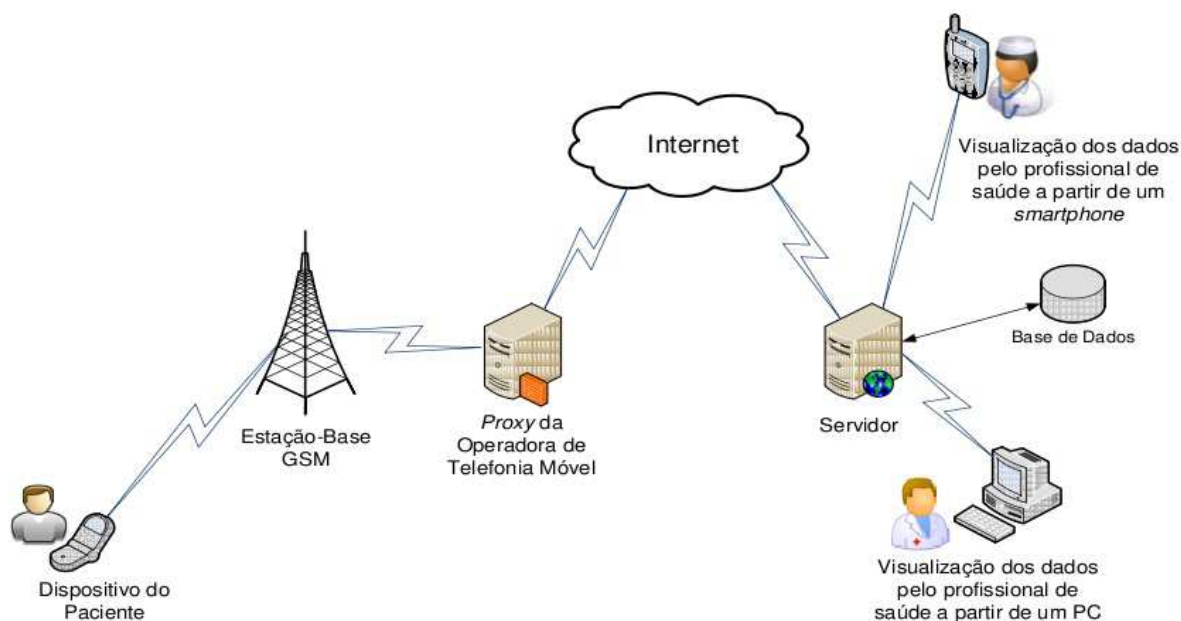 Internet
Visualização dos dados
pelo profissional de
saúde a partir de um
smartphone
Base de Dados
Servidor
Proxy da
Operadora de
Telefonia Móvel
Estação-Base
GSM
Dispositivo do
Paciente
Visualização dos dados
pelo profissional de
saúde a partir de um PC